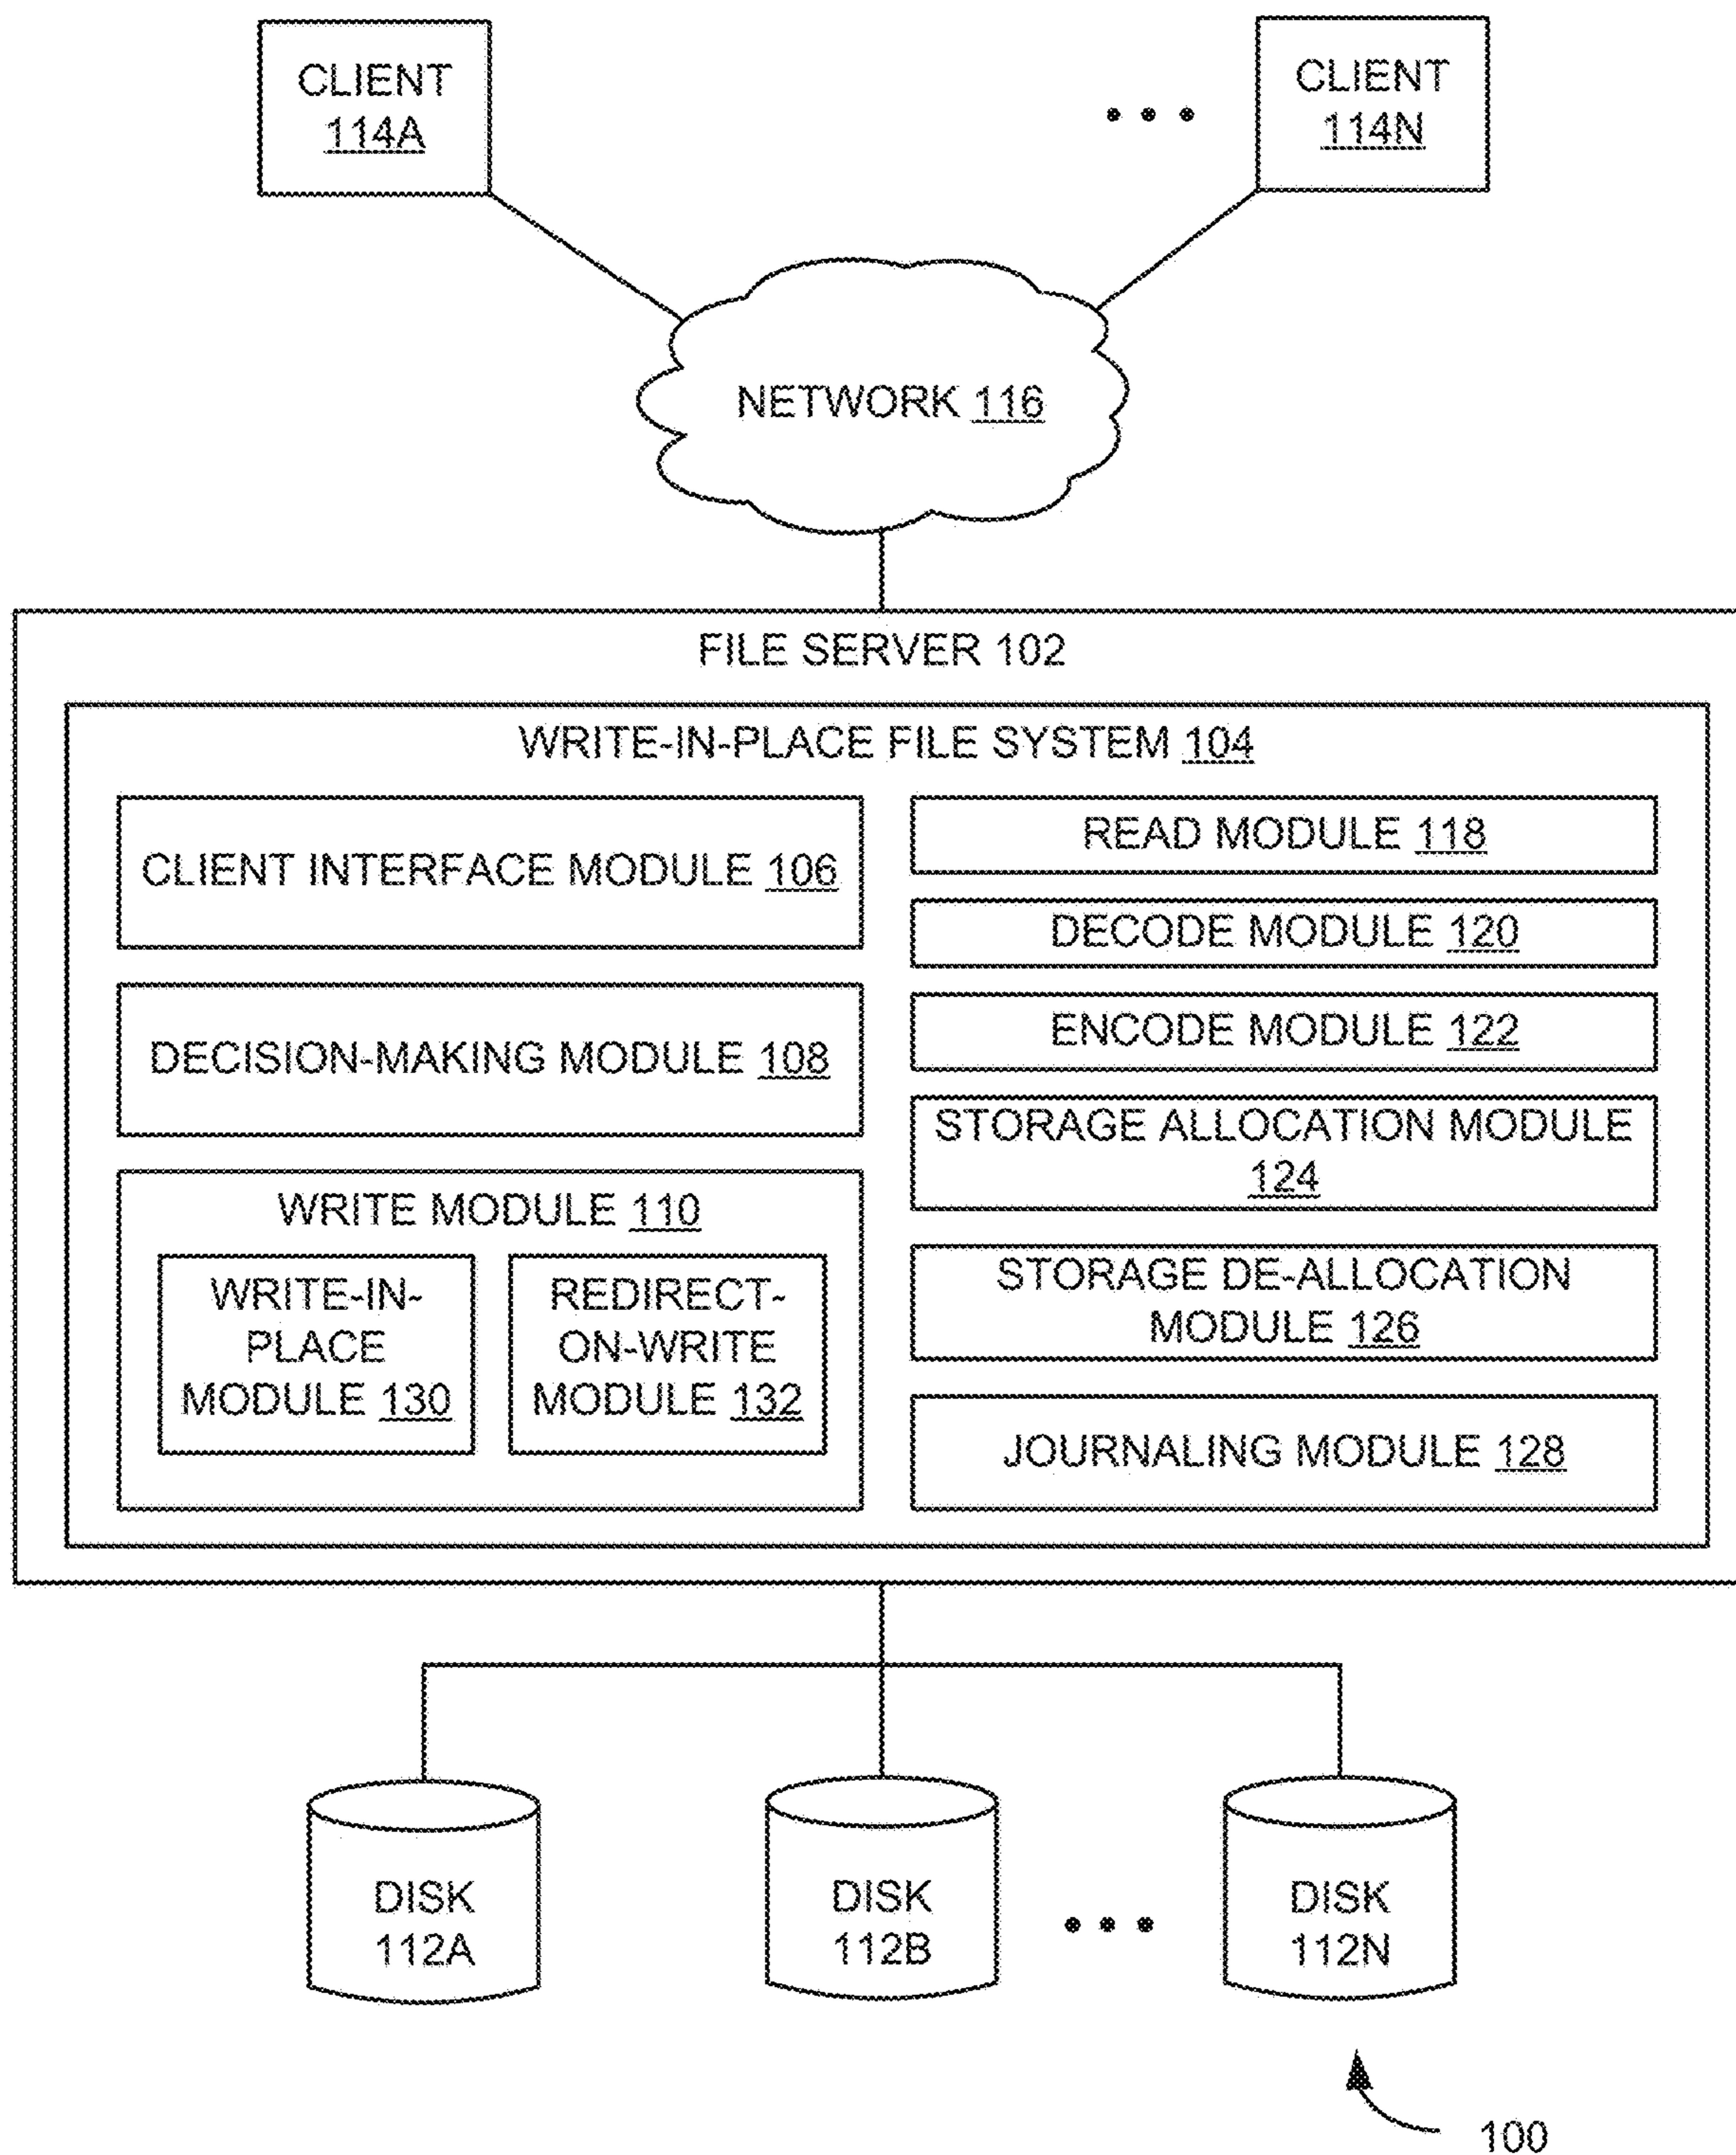 CLIENT
114A
• • •
CLIENT
114N
NETWORK 116
FILE SERVER 102
WRITE-IN-PLACE FILE SYSTEM 104
CLIENT INTERFACE MODULE 106
DECISION-MAKING MODULE 108
WRITE MODULE 110
WRITE-IN-
PLACE
MODULE 130
REDIRECT-
ON-WRITE
MODULE 132
READ MODULE 118
DECODE MODULE 120
ENCODE MODULE 122
STORAGE ALLOCATION MODULE
124
STORAGE DE-ALLOCATION
MODULE 126
JOURNALING MODULE 128
DISK
112A
DISK
112B
• • •
DISK
112N
100